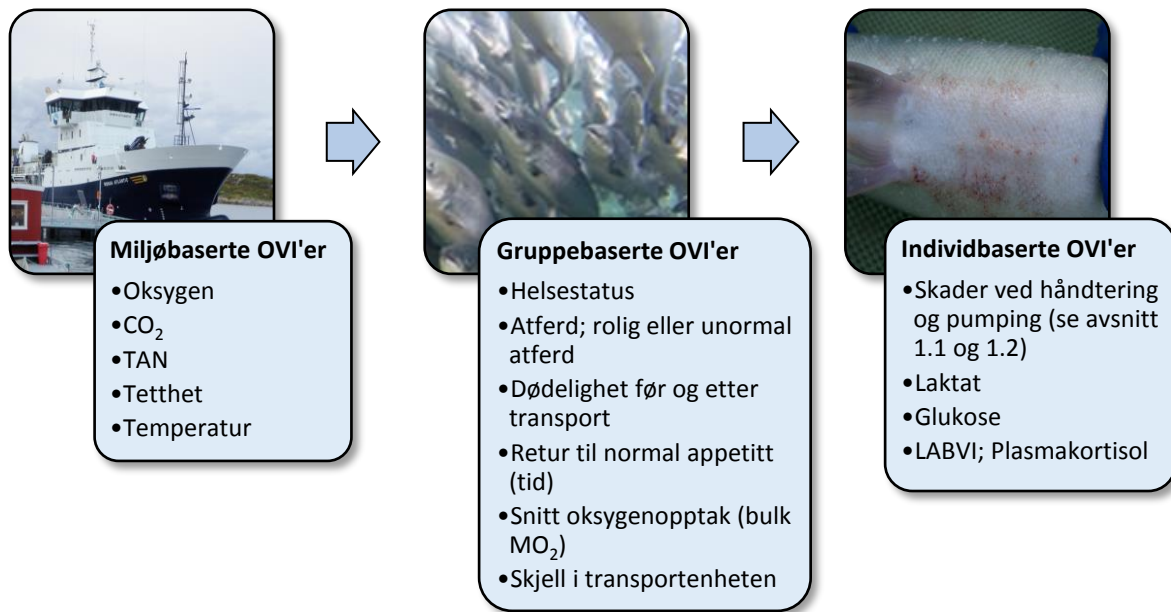 Miljøbaserte OVI'er
•Oksygen
•CO₂
•TAN
•Tetthet
•Temperatur
Gruppebaserte OVI'er
•Helsestatus
•Atferd; rolig eller unormal
atferd
•Dødelighet før og etter
transport
•Retur til normal appetitt
(tid)
•Snitt oksygenopptak (bulk
MO₂)
•Skjell i transportenheten
Individbaserte OVI'er
•Skader ved håndtering
og pumping (se avsnitt
1.1 og 1.2)
•Laktat
•Glukose
•LABVI; Plasmakortisol